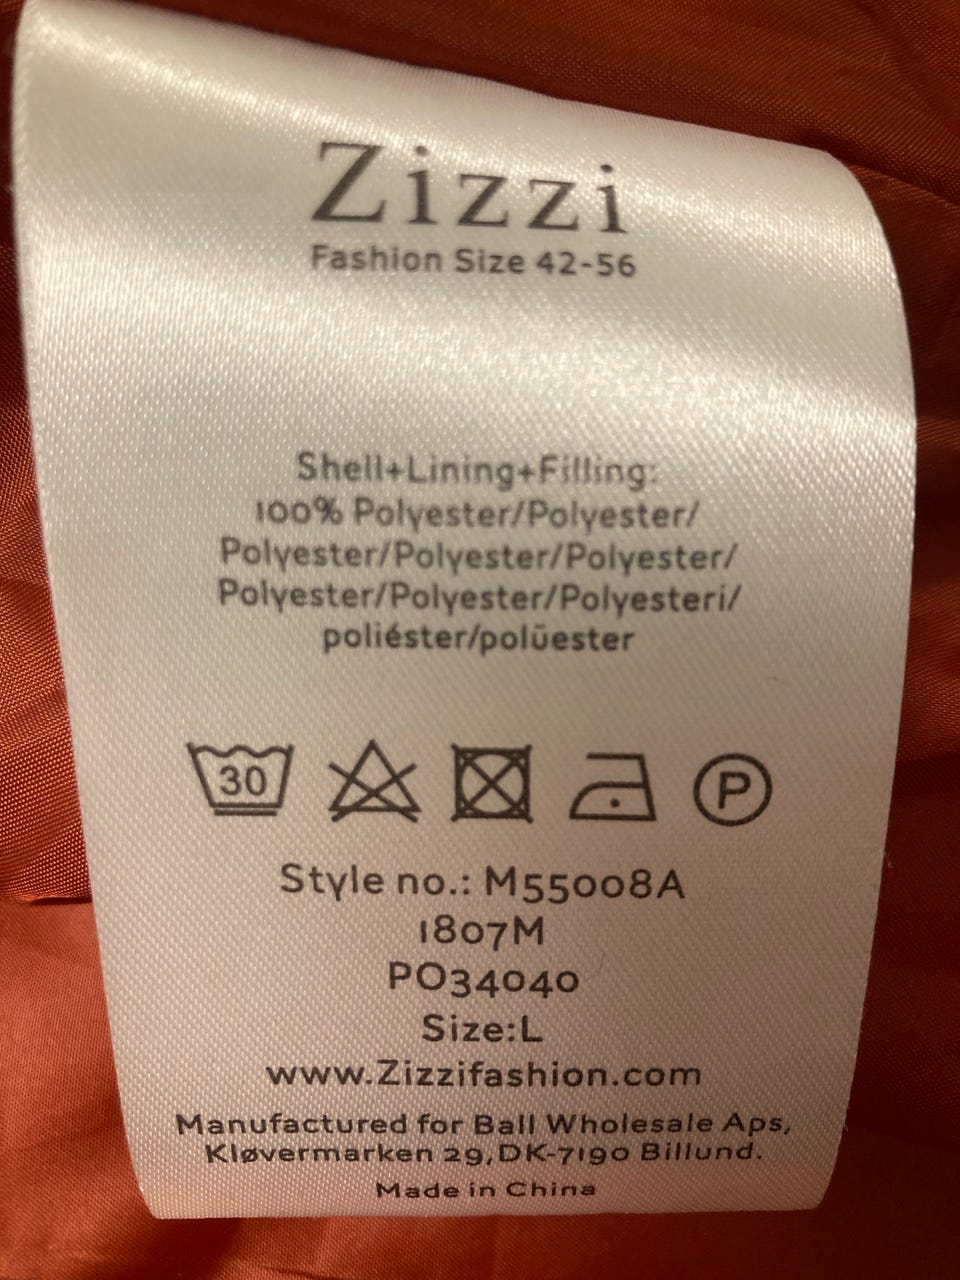 Zizzi
Fashion Size 42-56
Shell+Lining+Filling:
100% Polyester/Polyester/
Polyester/Polyester/Polyester/
Polyester/Polyester/Polyesteri/
poliéster/polüester
30 P
Style no.: M55008A
1807M
PO34040
Size:L
www.Zizzifashion.com
Manufactured for Ball Wholesale Aps,
Kløvermarken 29,DK-7190 Billund.
Made in China